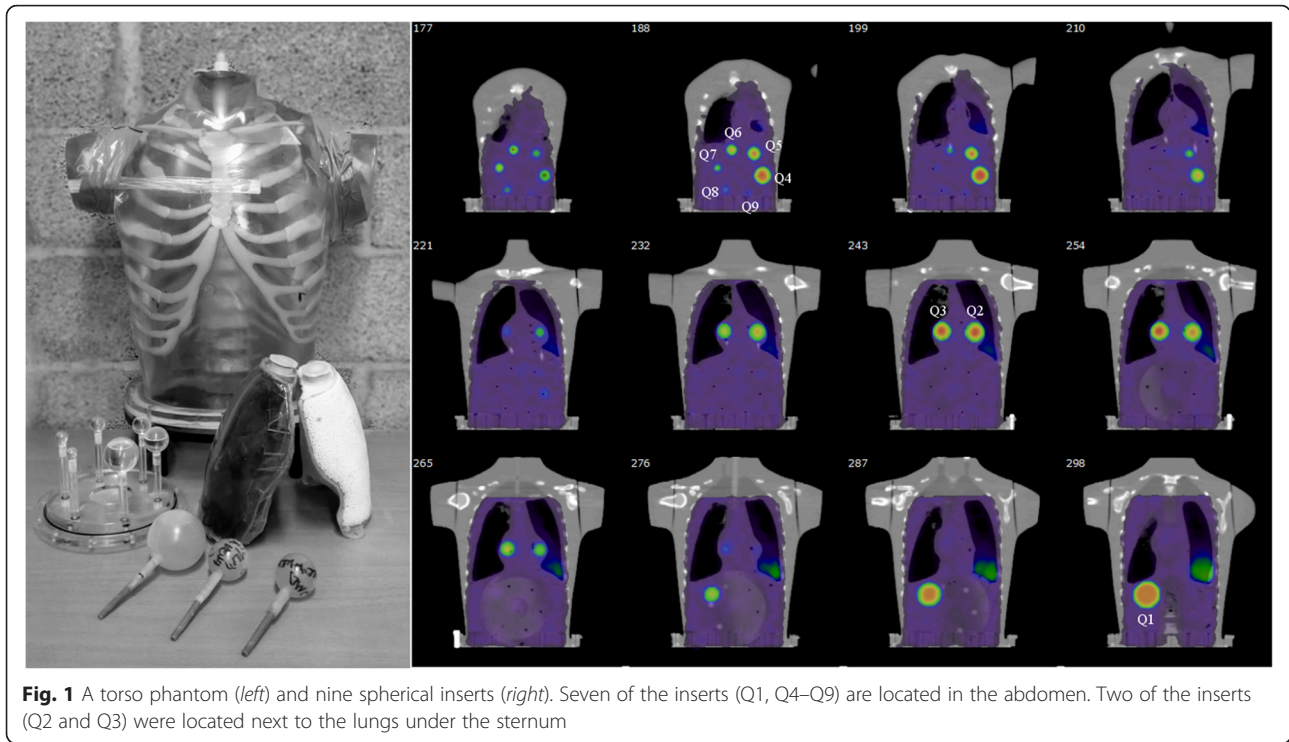 177
188
199
210
Q6
Q7
Q5
Q4
Q8
Q9
221
232
243
254
Q3
Q2
265
276
287
298
Q1
Fig. 1 A torso phantom (left) and nine spherical inserts (right). Seven of the inserts (Q1, Q4–Q9) are located in the abdomen. Two of the inserts
(Q2 and Q3) were located next to the lungs under the sternum